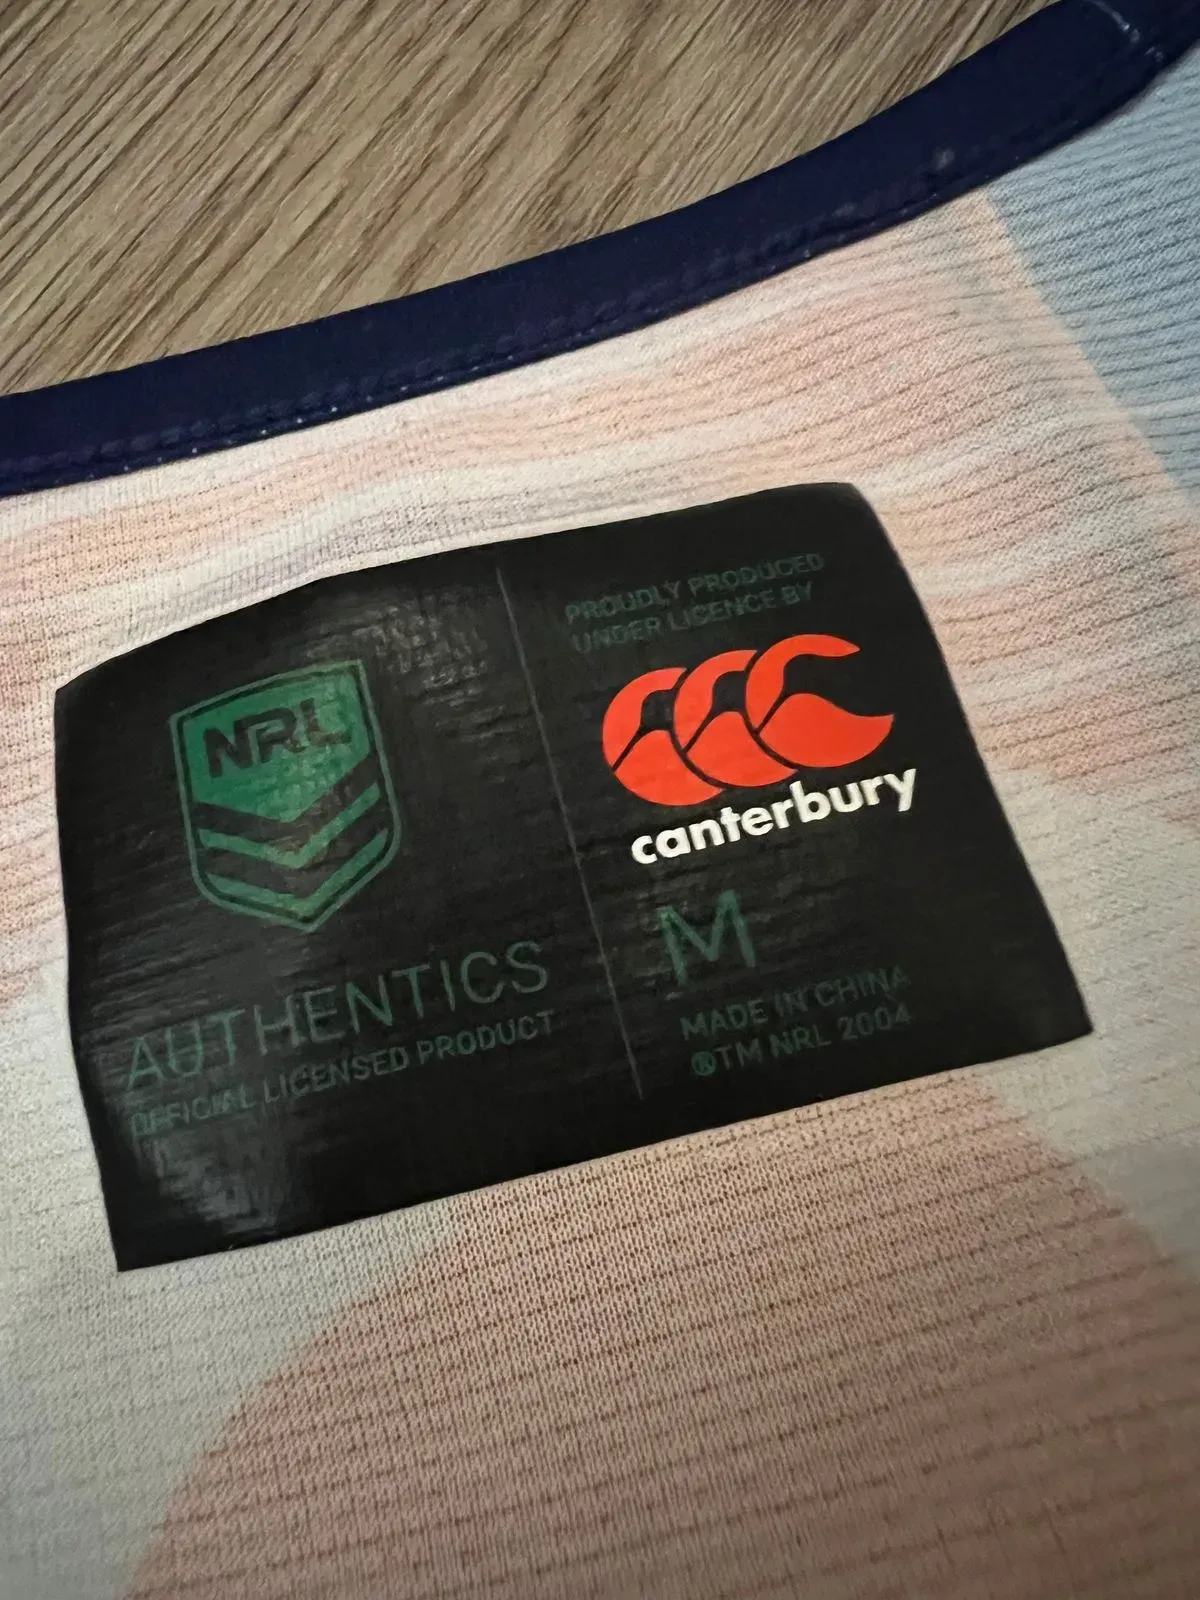 NRL
AUTHENTICS
OFFICIAL LICENSED PRODUCT
PROUDLY PRODUCED
UNDER LICENCE BY
canterbury
M
MADE IN CHINA
®TM NRL 2004